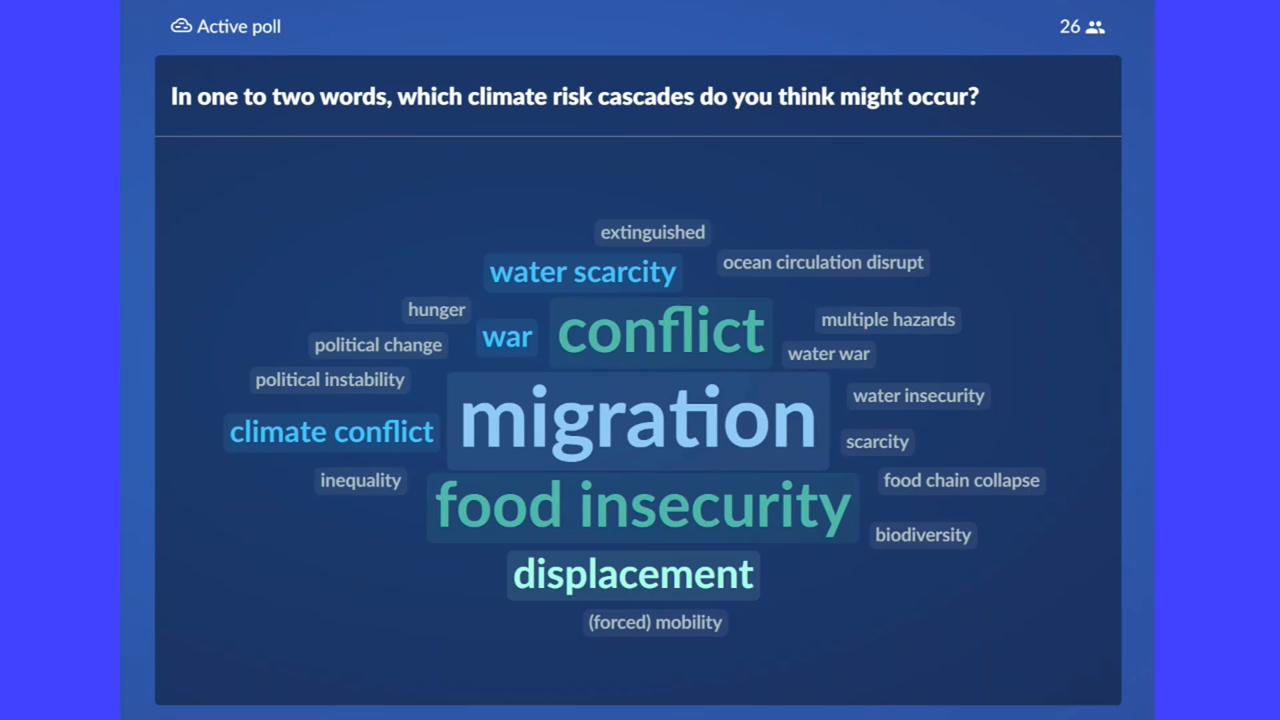 Active poll
26
In one to two words, which climate risk cascades do you think might occur?
extinguished
ocean circulation disrupt
water scarcity
hunger
multiple hazards
war
conflict
political change
water war
political instability
water insecurity
climate conflict
migration
scarcity
inequality
food chain collapse
food insecurity
biodiversity
displacement
(forced) mobility